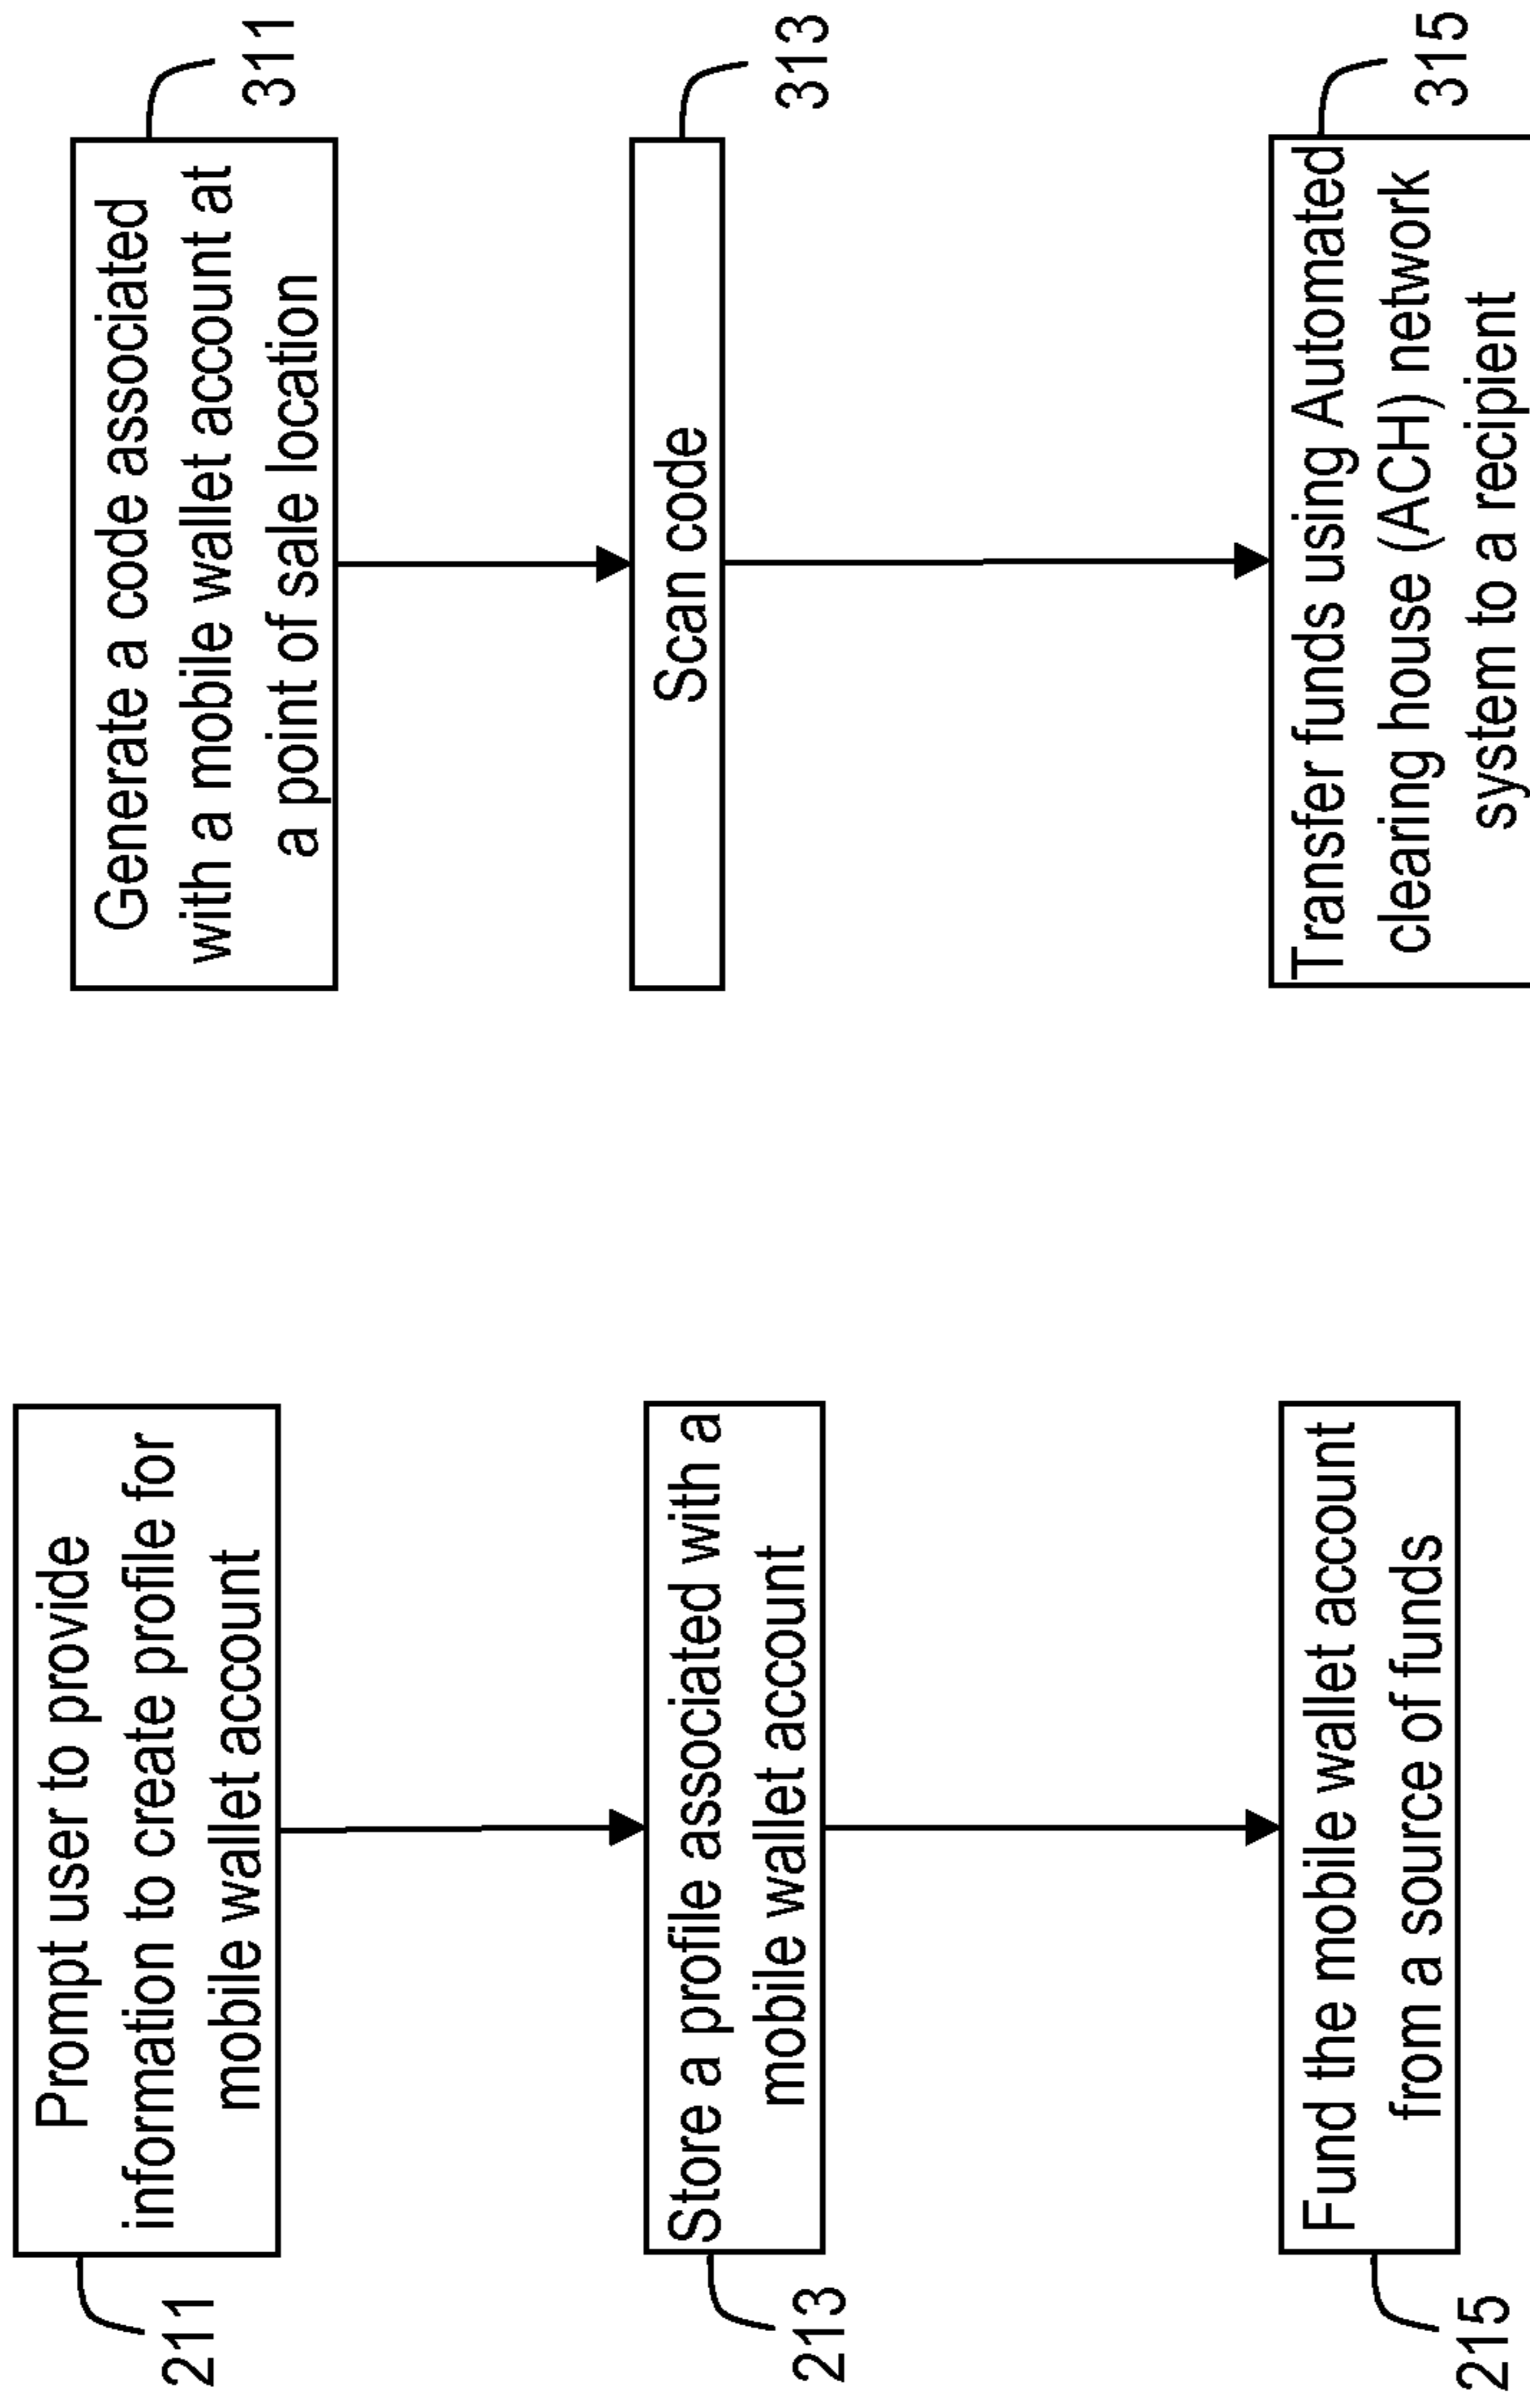 Prompt user to provide
information to create profile for
mobile wallet account
211
Store a profile associated with a
mobile wallet account
213
Fund the mobile wallet account
from a source of funds
215
Generate a code associated
with a mobile wallet account at
a point of sale location
311
Scan code
313
Transfer funds using Automated
clearing house (ACH) network
system to a recipient
315